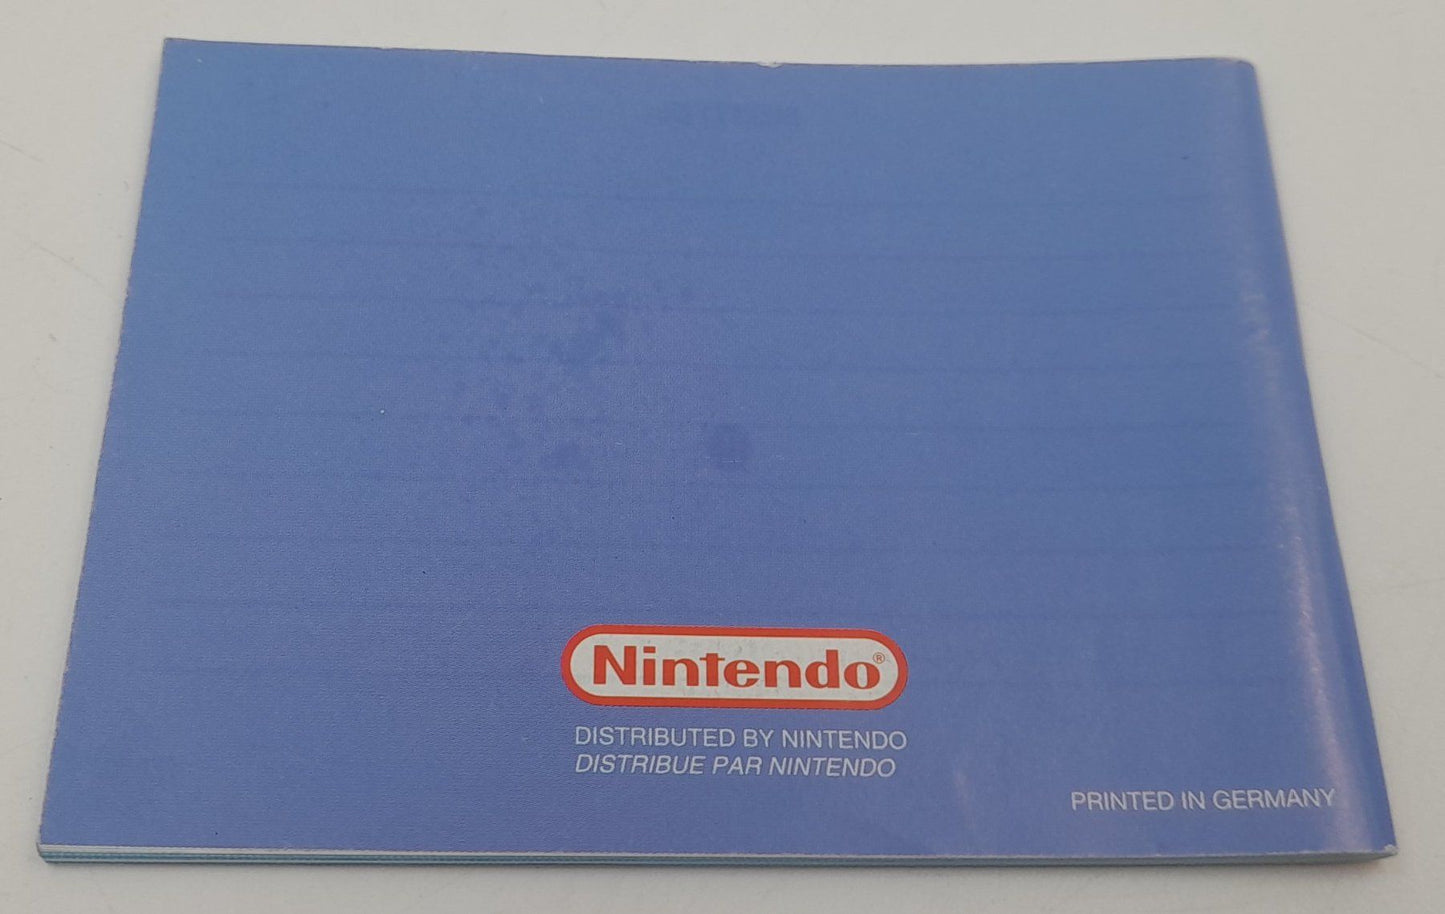 Nintendo®
DISTRIBUTED BY NINTENDO
DISTRIBUE PAR NINTENDO
PRINTED IN GERMANY